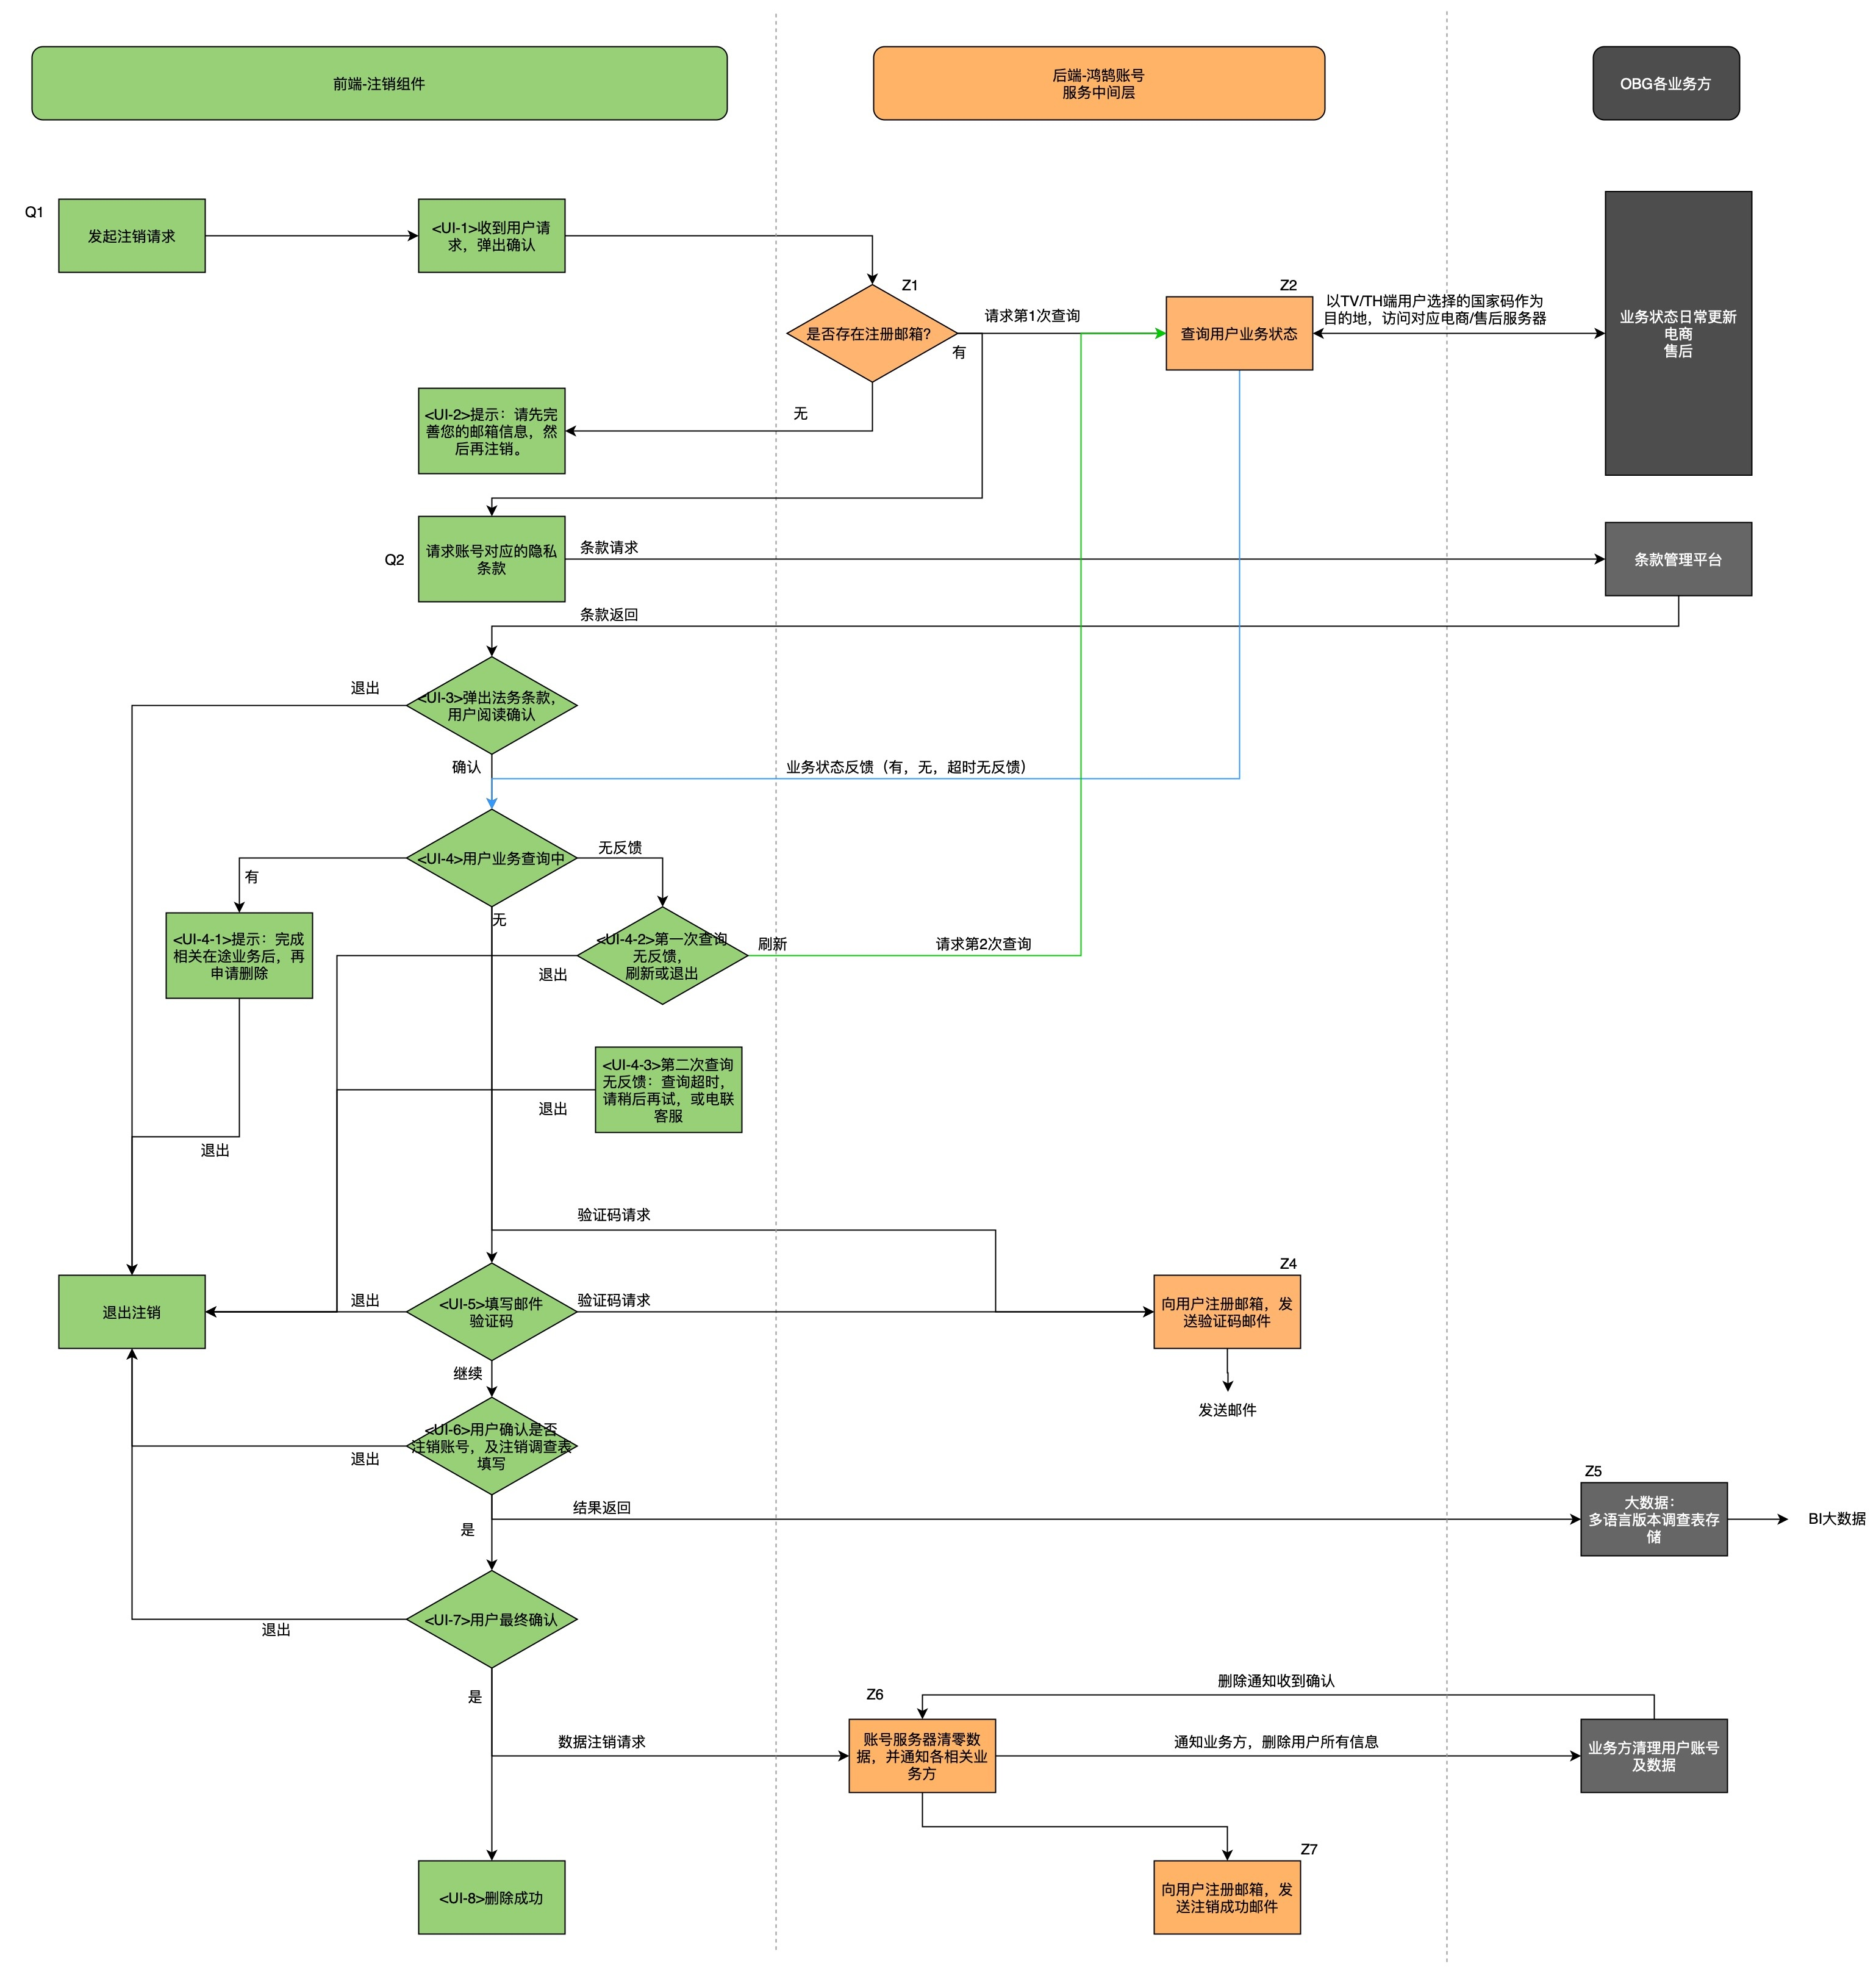 前端-注销组件
后端-鸿鹄账号
服务中间层
OBG各业务方
Q1
发起注销请求
<UI-1>收到用户请
求，弹出确认
Z1
是否存在注册邮箱？
有
无
请求第1次查询
Z2
查询用户业务状态
以TV/TH端用户选择的国家码作为
目的地，访问对应电商/售后服务器
业务状态日常更新
电商
售后
<UI-2>提示：请先完
善您的邮箱信息，然
后再注销。
Q2
请求账号对应的隐私
条款
条款请求
条款管理平台
条款返回
退出
<UI-3>弹出法务条款，
用户阅读确认
确认
业务状态反馈（有，无，超时无反馈）
<UI-4>用户业务查询中
无反馈
有
无
<UI-4-1>提示：完成
相关在途业务后，再
申请删除
<UI-4-2>第一次查询
无反馈，
刷新或退出
刷新
请求第2次查询
退出
<UI-4-3>第二次查询
无反馈：查询超时，
请稍后再试，或电联
客服
退出
退出
验证码请求
Z4
退出注销
退出
<UI-5>填写邮件
验证码
验证码请求
向用户注册邮箱，发
送验证码邮件
继续
发送邮件
<UI-6>用户确认是否
注销账号，及注销调查表
填写
退出
Z5
结果返回
大数据：
多语言版本调查表存
储
BI大数据
是
<UI-7>用户最终确认
退出
是
删除通知收到确认
Z6
数据注销请求
账号服务器清零数
据，并通知各相关业
务方
通知业务方，删除用户所有信息
业务方清理用户账号
及数据
Z7
<UI-8>删除成功
向用户注册邮箱，发
送注销成功邮件